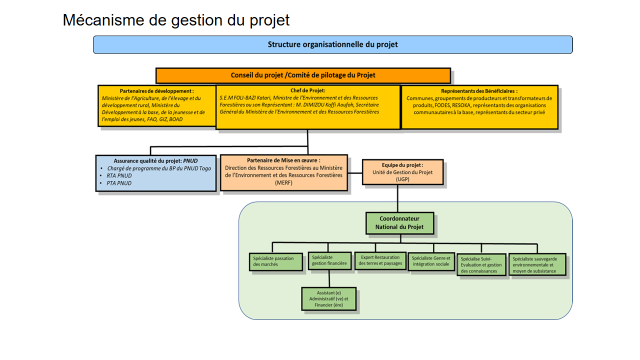 Mécanisme de gestion du projet
Structure organisationnelle du projet
Conseil du projet /Comité de pilotage du Projet
Partenaires de développement :
Ministère de l'Agriculture, de l'élevage et du
développement rural, Ministère du
Développement à la base, de la jeunesse et de
l'emploi des jeunes, FAO, GIZ, BOAD
Chef de Projet:
S.E.M FOLI-BAZI Katari, Ministre de l'Environnement et des Ressources
Forestières ou son Représentant : M. DIMIZOU Koffi Aoufoh, Secrétaire
Général du Ministère de l'Environnement et des Ressources Forestières
Représentants des Bénéficiaires :
Communes, groupements de producteurs et transformateurs de
produits, FODES, RESOKA, représentants des organisations
communautaires à la base, représentants du secteur privé
Assurance qualité du projet: PNUD
• Chargé de programme du BP du PNUD Togo
• RTA PNUD
• PTA PNUD
Partenaire de Mise en œuvre :
Direction des Ressources Forestières au Ministère
de l'Environnement et des Ressources Forestières
(MERF)
Equipe du projet :
Unité de Gestion du Projet
(UGP)
Coordonnateur
National du Projet
Spécialiste passation
des marchés
Spécialiste
gestion financière
Expert Restauration
des terres et paysages
Spécialiste Genre et
intégration sociale
Spécialise Suivi-
Evaluation et gestion
des connaissances
Spécialiste sauvegarde
environnementale et
moyen de subsistance
Assistant (e)
Administratif (ve) et
Financier (ère)